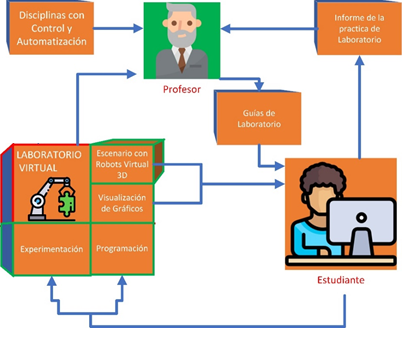 Disciplinas con
Control y
Automatización
Profesor
Informe de la
practica de
Laboratorio
Guías de
Laboratorio
LABORATORIO
VIRTUAL
Escenario con
Robots Virtual
3D
Visualización
de Gráficos
Experimentación
Programación
Estudiante